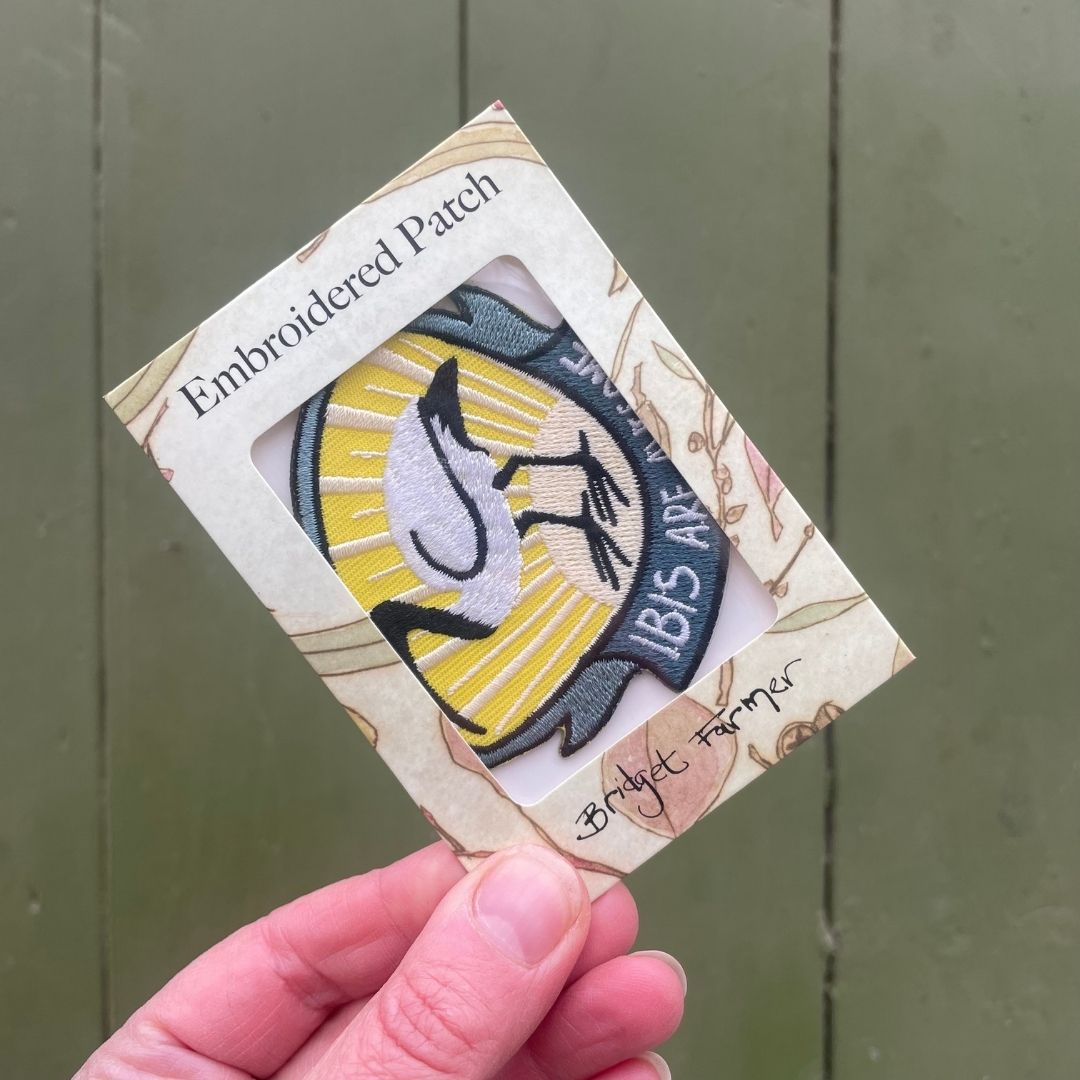 Embroidered Patch
IBIS ARE
Bridget Farmer